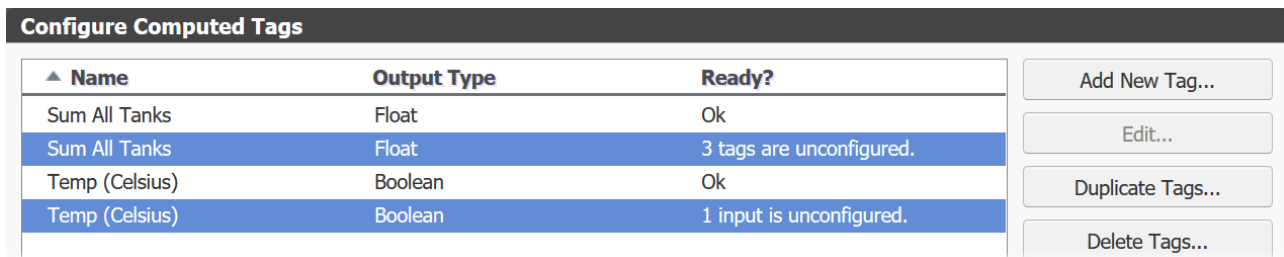 Configure Computed Tags
Name Output Type Ready?
Sum All Tanks Float Ok
Sum All Tanks Float 3 tags are unconfigured.
Temp (Celsius) Boolean Ok
Temp (Celsius) Boolean 1 input is unconfigured.
Add New Tag...
Edit...
Duplicate Tags...
Delete Tags...